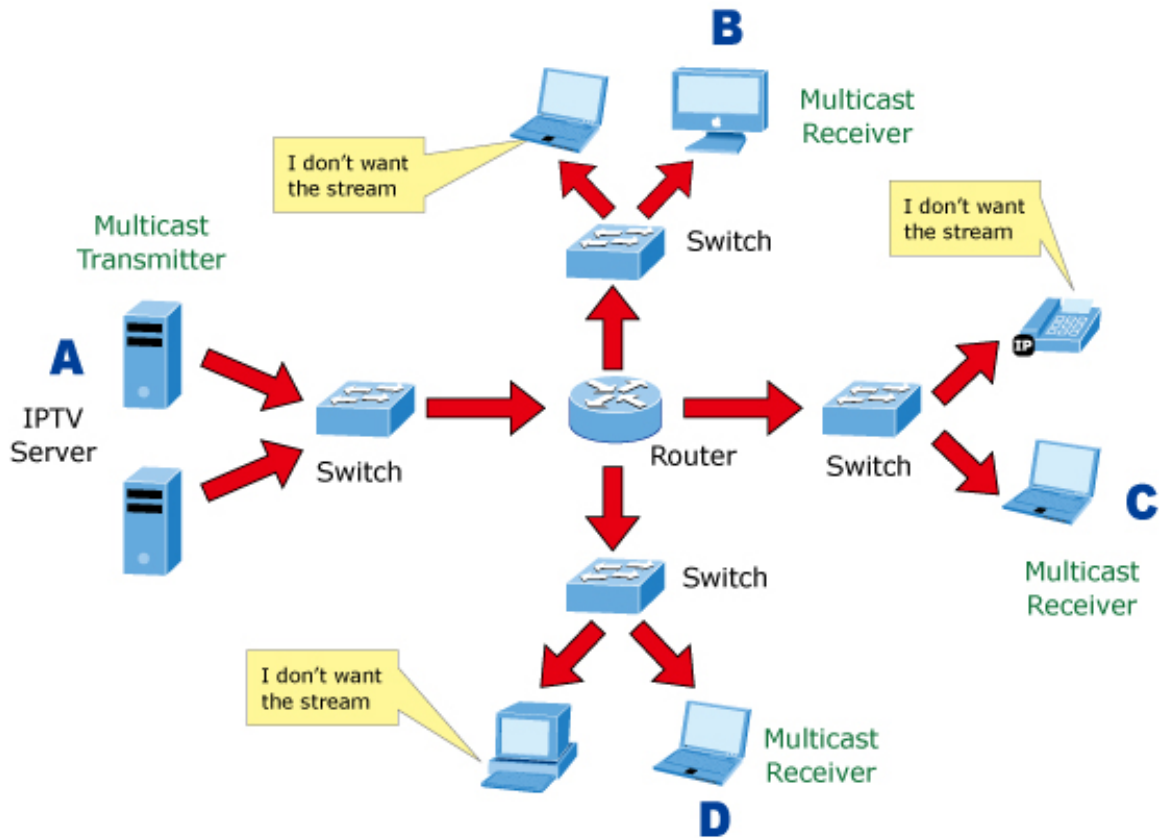 B
Multicast
Receiver
I don't want
the stream
Switch
I don't want
the stream
Multicast
Transmitter
A
IPTV
Server
Switch
Router
Switch
IP
C
Multicast
Receiver
Switch
I don't want
the stream
Multicast
Receiver
D